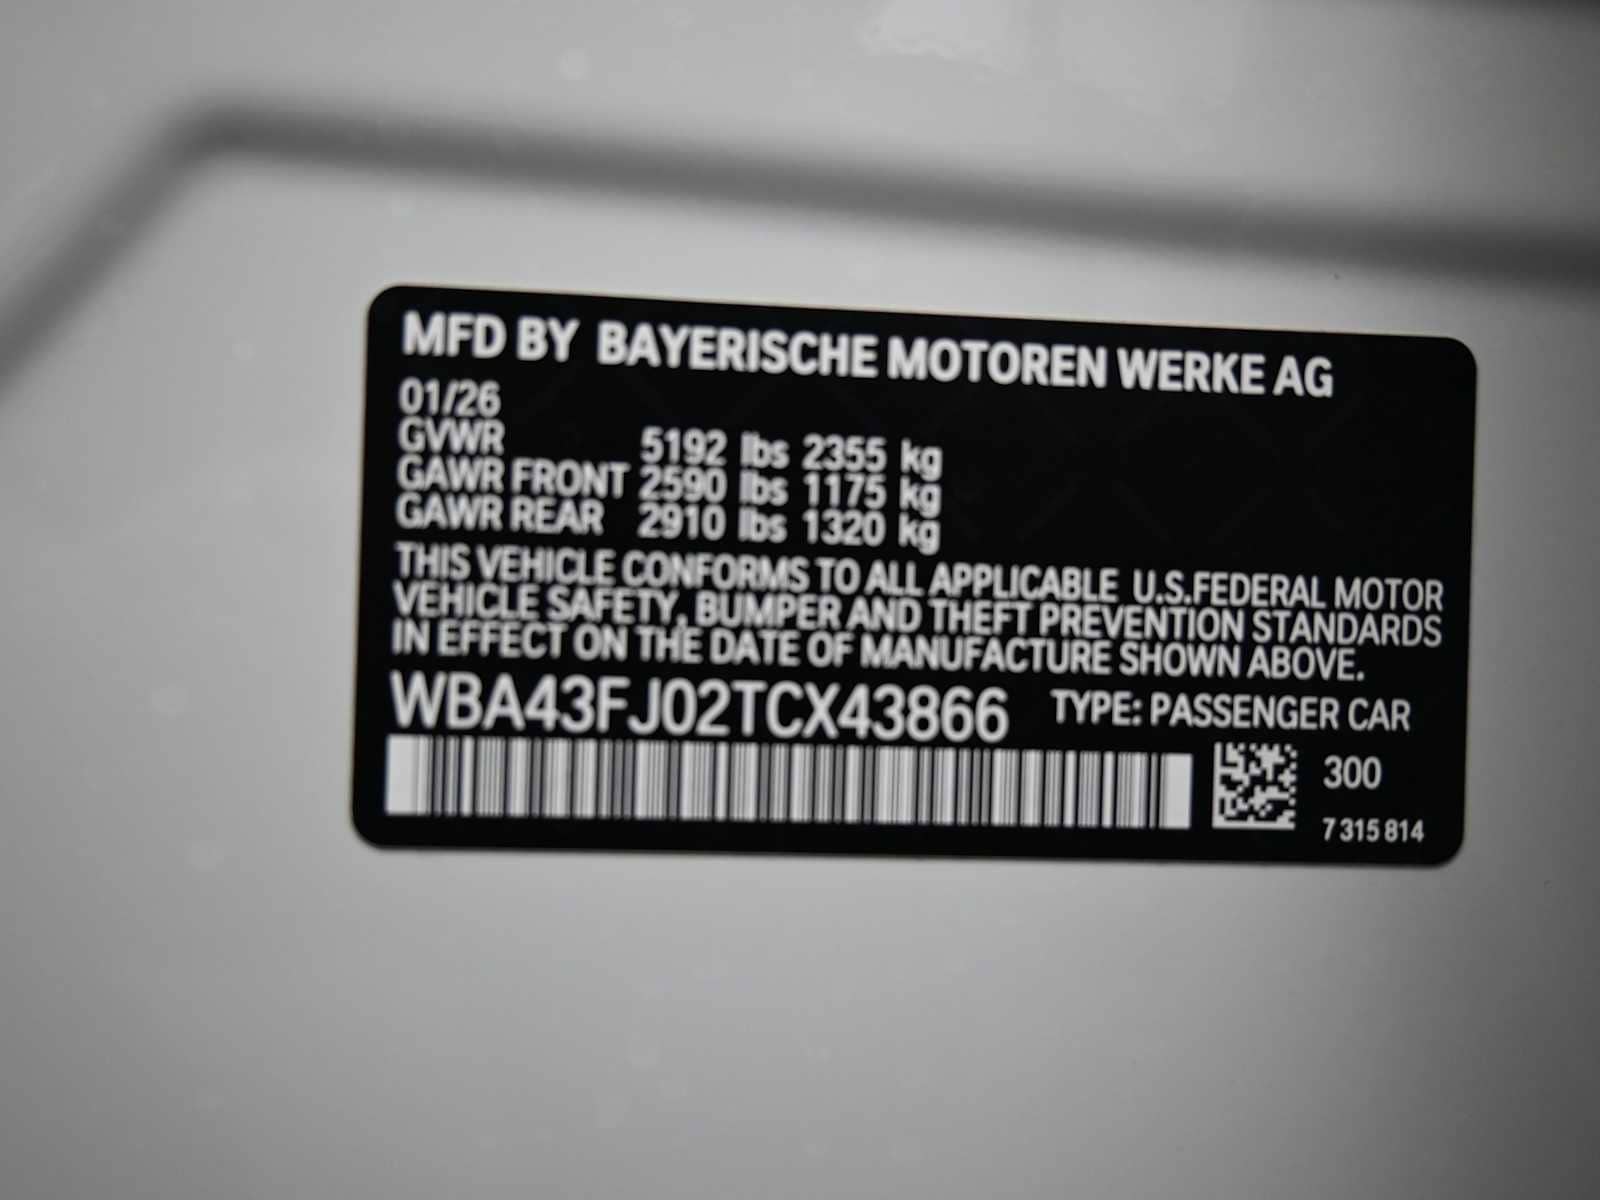 MFD BY BAYERISCHE MOTOREN WERKE AG
01/26
GVWR 5192 lbs 2355 kg
GAWR FRONT 2590 lbs 1175 kg
GAWR REAR 2910 lbs 1320 kg
THIS VEHICLE CONFORMS TO ALL APPLICABLE U.S.FEDERAL MOTOR
VEHICLE SAFETY, BUMPER AND THEFT PREVENTION STANDARDS
IN EFFECT ON THE DATE OF MANUFACTURE SHOWN ABOVE.
WBA43FJ02TCX43866 TYPE: PASSENGER CAR
300
7 315 814